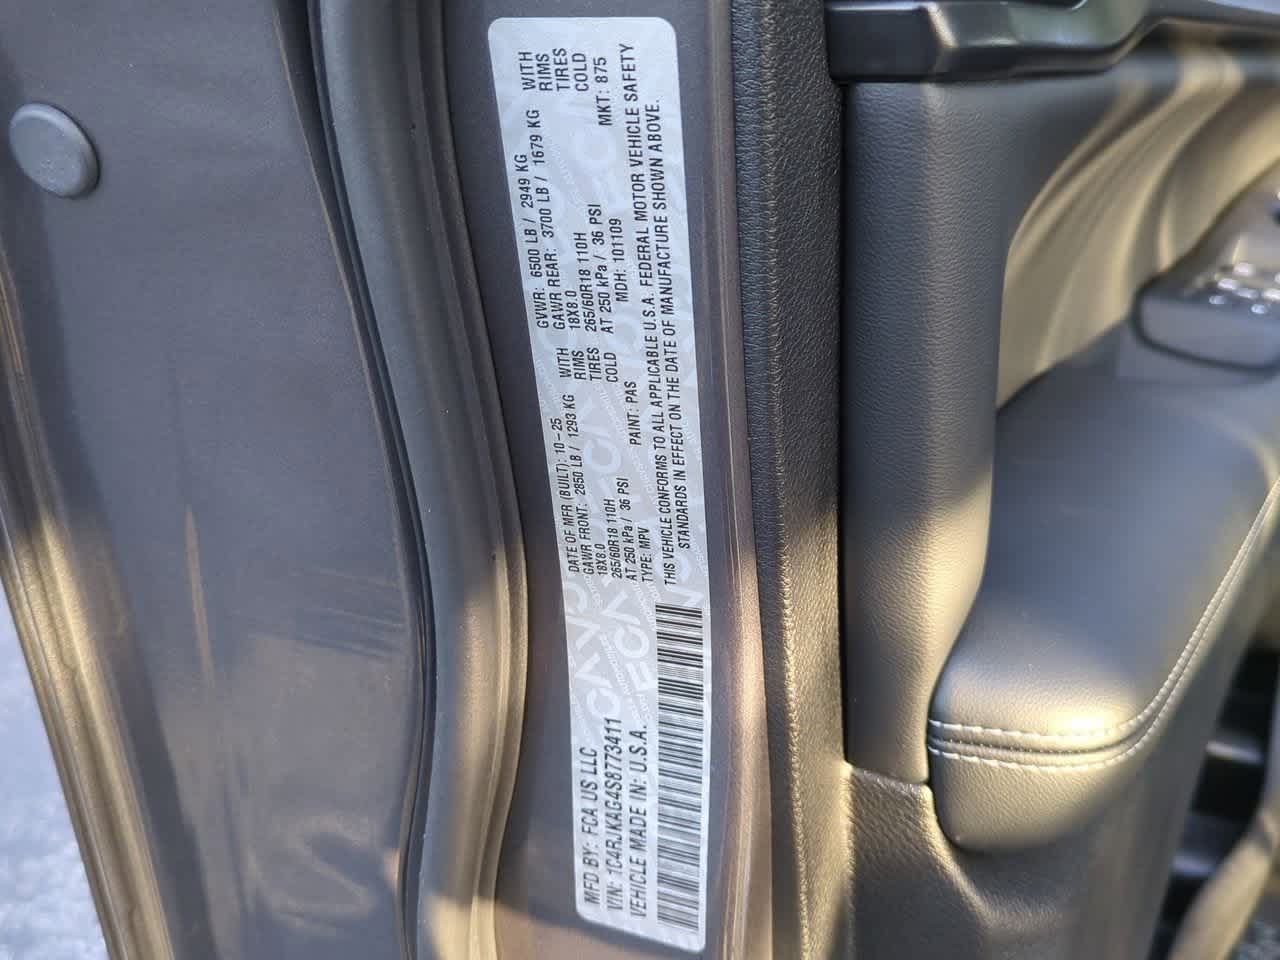 MFD BY: FCA US LLC
VIN: 1C4RJKAG4S8773411
VEHICLE MADE IN: U.S.A.
DATE OF MFR (BUILT): 10-25
GVWR: 6500 LB / 2949 KG
GAWR FRONT: 2850 LB / 1293 KG WITH
GAWR REAR: 3700 LB / 1679 KG WITH
18X8.0 RIMS
18X8.0 RIMS
265/60R18 110H TIRES
265/60R18 110H TIRES
AT 250 kPa / 36 PSI COLD
AT 250 kPa / 36 PSI COLD
TYPE: MPV PAINT: PAS MDH: 101109 MKT: 875
THIS VEHICLE CONFORMS TO ALL APPLICABLE U.S.A. FEDERAL MOTOR VEHICLE SAFETY
STANDARDS IN EFFECT ON THE DATE OF MANUFACTURE SHOWN ABOVE.